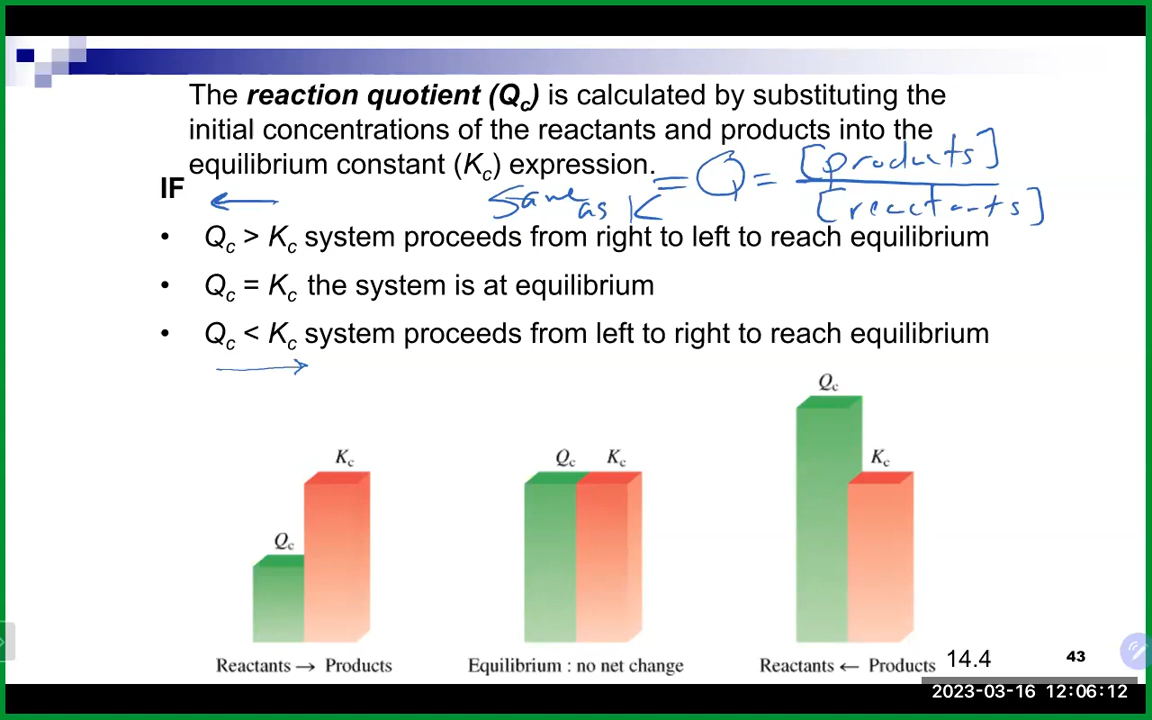 The reaction quotient (Qc) is calculated by substituting the
initial concentrations of the reactants and products into the
equilibrium constant (Kc) expression.
same as K = Q = [products]
[reactants]
IF
• Qc > Kc system proceeds from right to left to reach equilibrium
• Qc = Kc the system is at equilibrium
• Qc < Kc system proceeds from left to right to reach equilibrium
Qc Kc
Reactants → Products
Qc Kc
Equilibrium : no net change
Qc Kc
Reactants ← Products
14.4
43
2023-03-16 12:06:12